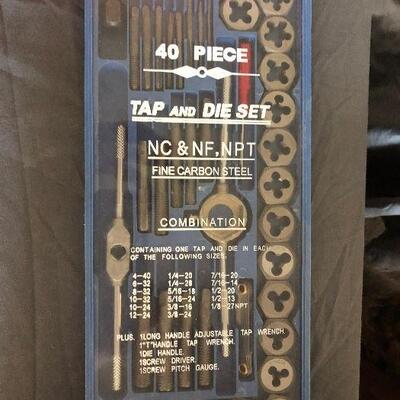 40 PIECE
TAP AND DIE SET
NC & NF, NPT
FINE CARBON STEEL
COMBINATION
CONTAINING ONE TAP AND DIE IN EACH
OF THE FOLLOWING SIZES.
4-40 1/4-20 7/16-20
6-32 1/4-28 7/16-14
8-32 5/16-18 1/2-20
10-32 5/16-24 1/2-13
10-24 3/8-16 1/8-27NPT
12-24 3/8-24
PLUS. 1LONG HANDLE ADJUSTABLE TAP WRENCH.
1"T"HANDLE TAP WRENCH.
1DIE HANDLE.
1SCREW DRIVER.
1SCREW PITCH GAUGE.